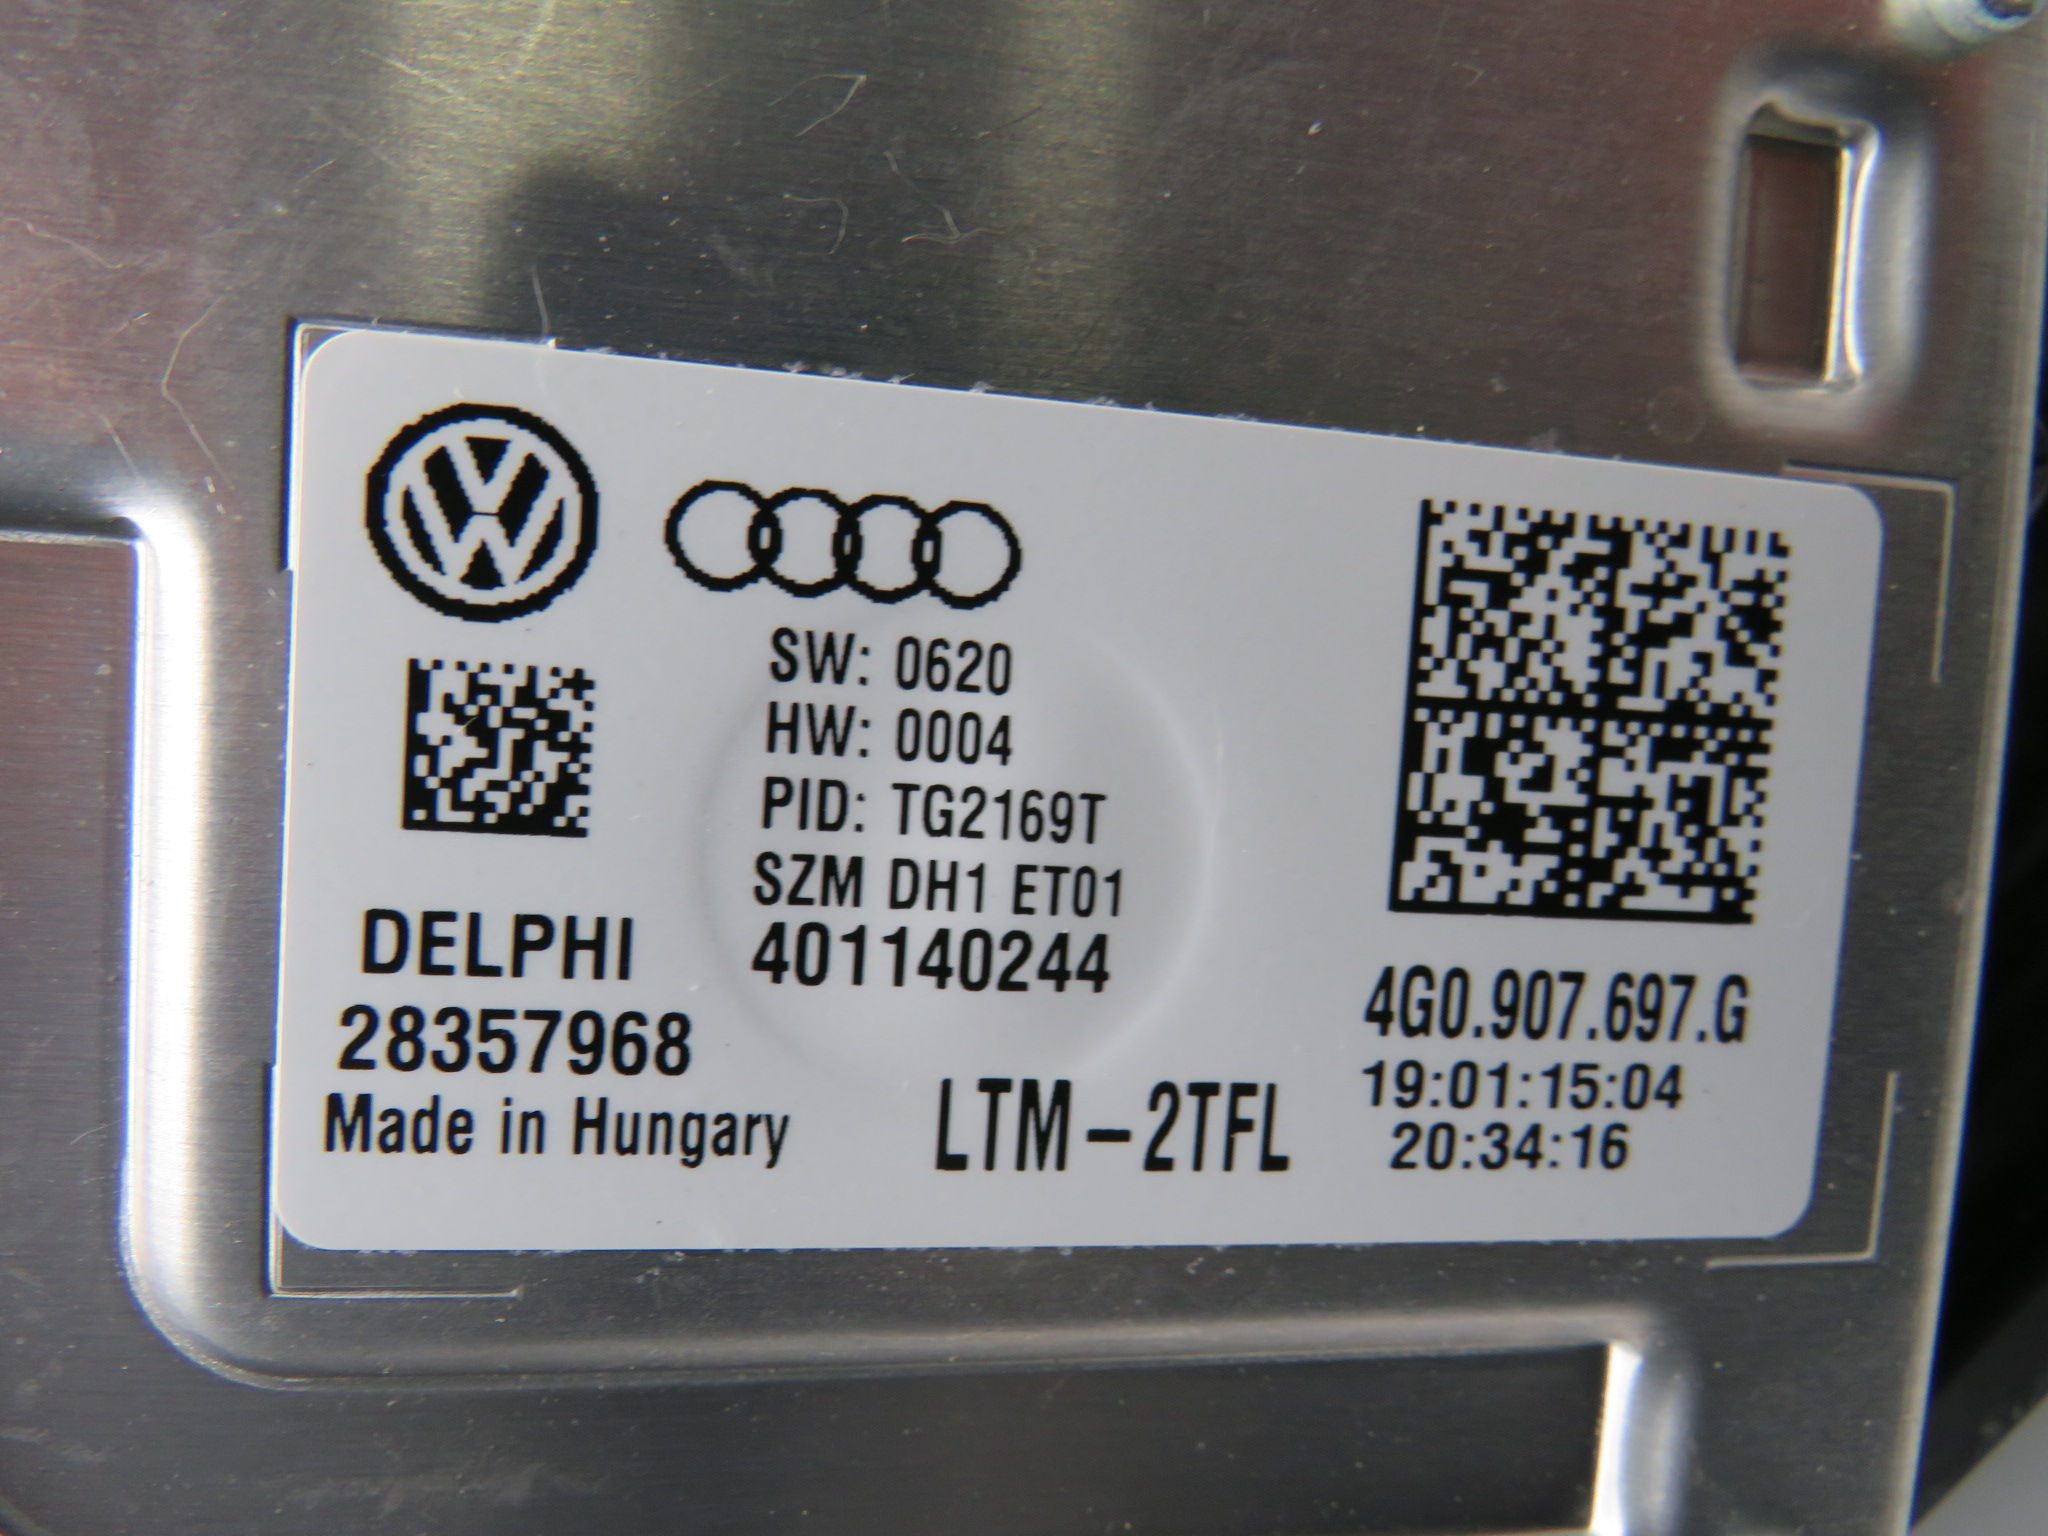 SW: 0620
HW: 0004
PID: TG2169T
SZM DH1 ET01
401140244
DELPHI
28357968
Made in Hungary
LTM-2TFL
4G0.907.697.G
19:01:15:04
20:34:16